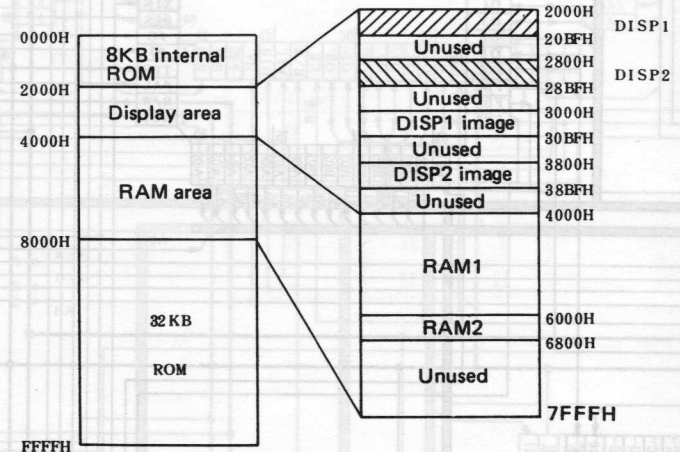 0000H
8KB internal
ROM
2000H
Display area
4000H
RAM area
8000H
32KB
ROM
FFFFH
2000H
DISP1
20BFH
Unused
2800H
DISP2
28BFH
Unused
3000H
DISP1 image
30BFH
Unused
3800H
DISP2 image
38BFH
Unused
4000H
RAM1
6000H
RAM2
6800H
Unused
7FFFH